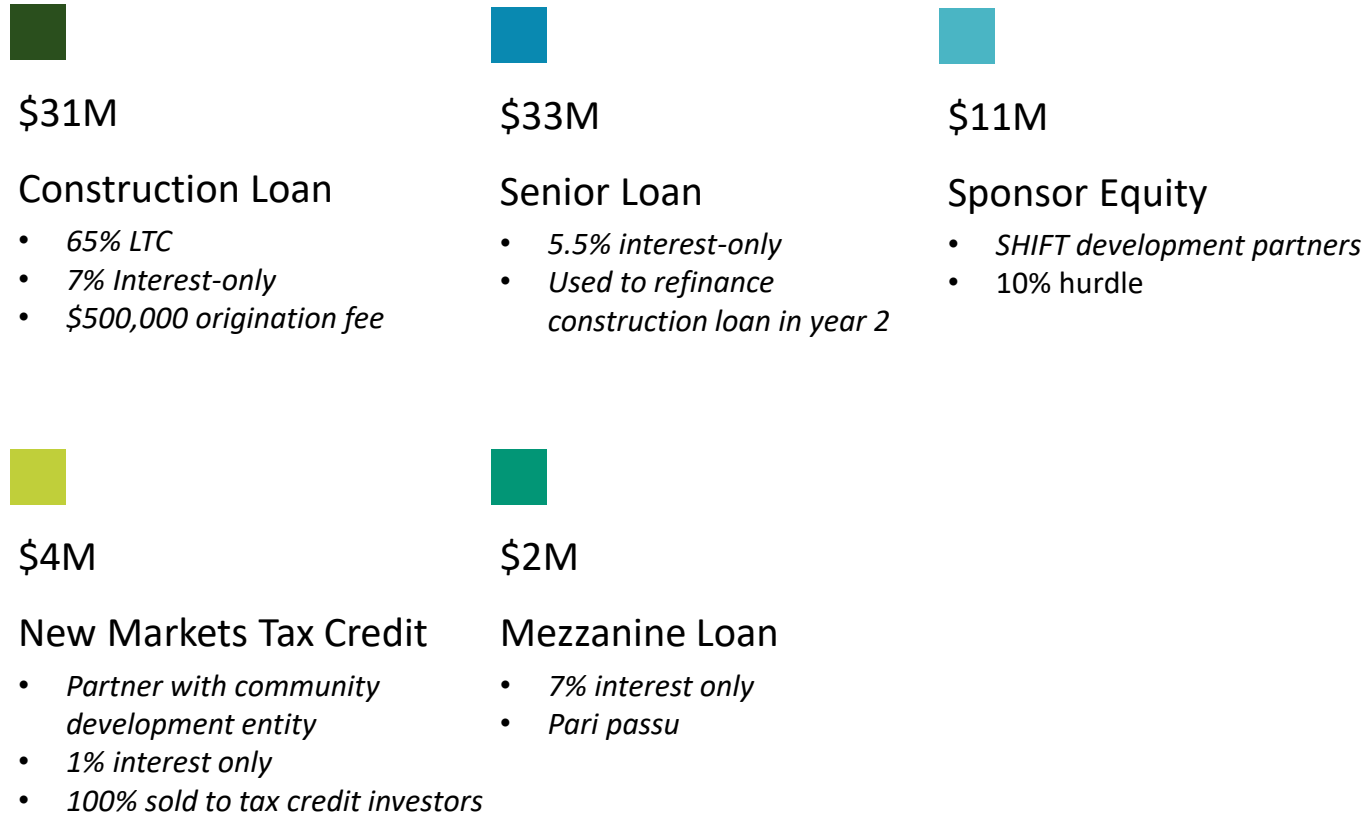 $31M
Construction Loan
• 65% LTC
• 7% Interest-only
• $500,000 origination fee
$33M
Senior Loan
• 5.5% interest-only
• Used to refinance
construction loan in year 2
$11M
Sponsor Equity
• SHIFT development partners
• 10% hurdle
$4M
New Markets Tax Credit
• Partner with community
development entity
• 1% interest only
• 100% sold to tax credit investors
$2M
Mezzanine Loan
• 7% interest only
• Pari passu